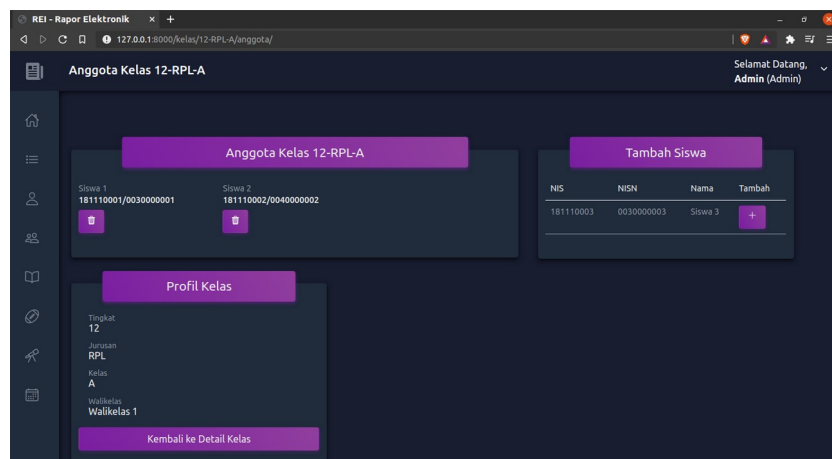 REI - Rapor Elektronik
127.0.0.1:8000/kelas/12-RPL-A/anggota/
Anggota Kelas 12-RPL-A
Selamat Datang,
Admin (Admin)
Anggota Kelas 12-RPL-A
Siswa 1
181110001/0030000001
Siswa 2
181110002/0040000002
Tambah Siswa
NIS NISN Nama Tambah
181110003 0030000003 Siswa 3
Profil Kelas
Tingkat
12
Jurusan
RPL
Kelas
A
Walikelas
Walikelas 1
Kembali ke Detail Kelas